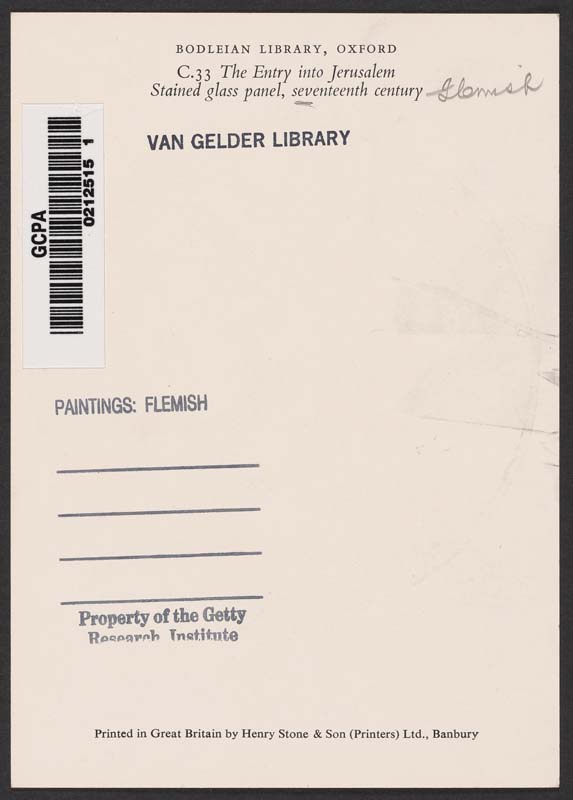 BODLEIAN LIBRARY, OXFORD
C.33 The Entry into Jerusalem
Stained glass panel, seventeenth century Flemish
VAN GELDER LIBRARY
GCPA
0212515 1
PAINTINGS: FLEMISH
Property of the Getty
Research Institute
Printed in Great Britain by Henry Stone & Son (Printers) Ltd., Banbury